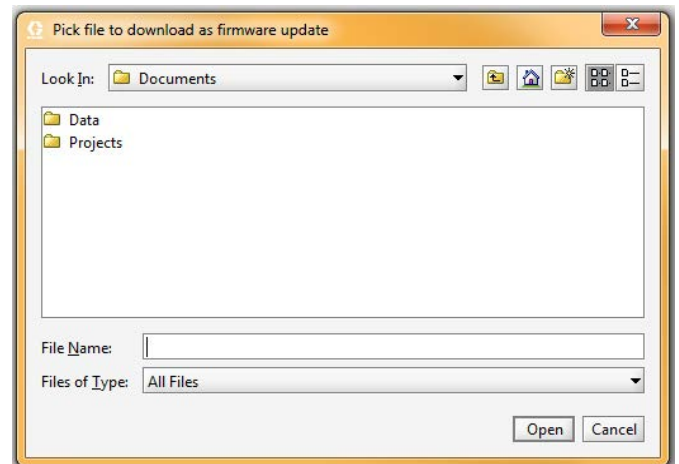 Pick file to download as firmware update
Look In: Documents
Data
Projects
File Name:
Files of Type: All Files
Open Cancel